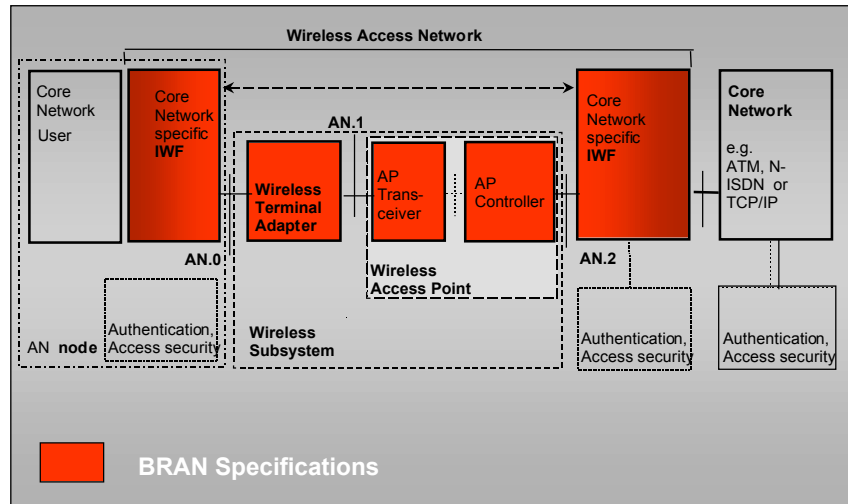 Wireless Access Network
Core
Network
User
Core
Network
specific
IWF
AN.1
Core
Network
specific
IWF
Core
Network
e.g.
ATM, N-
ISDN or
TCP/IP
Wireless
Terminal
Adapter
AP
Trans-
ceiver
AP
Controller
AN.0
AN.2
Wireless
Access Point
Wireless
Subsystem
AN node
Authentication,
Access security
Authentication,
Access security
Authentication,
Access security
BRAN Specifications